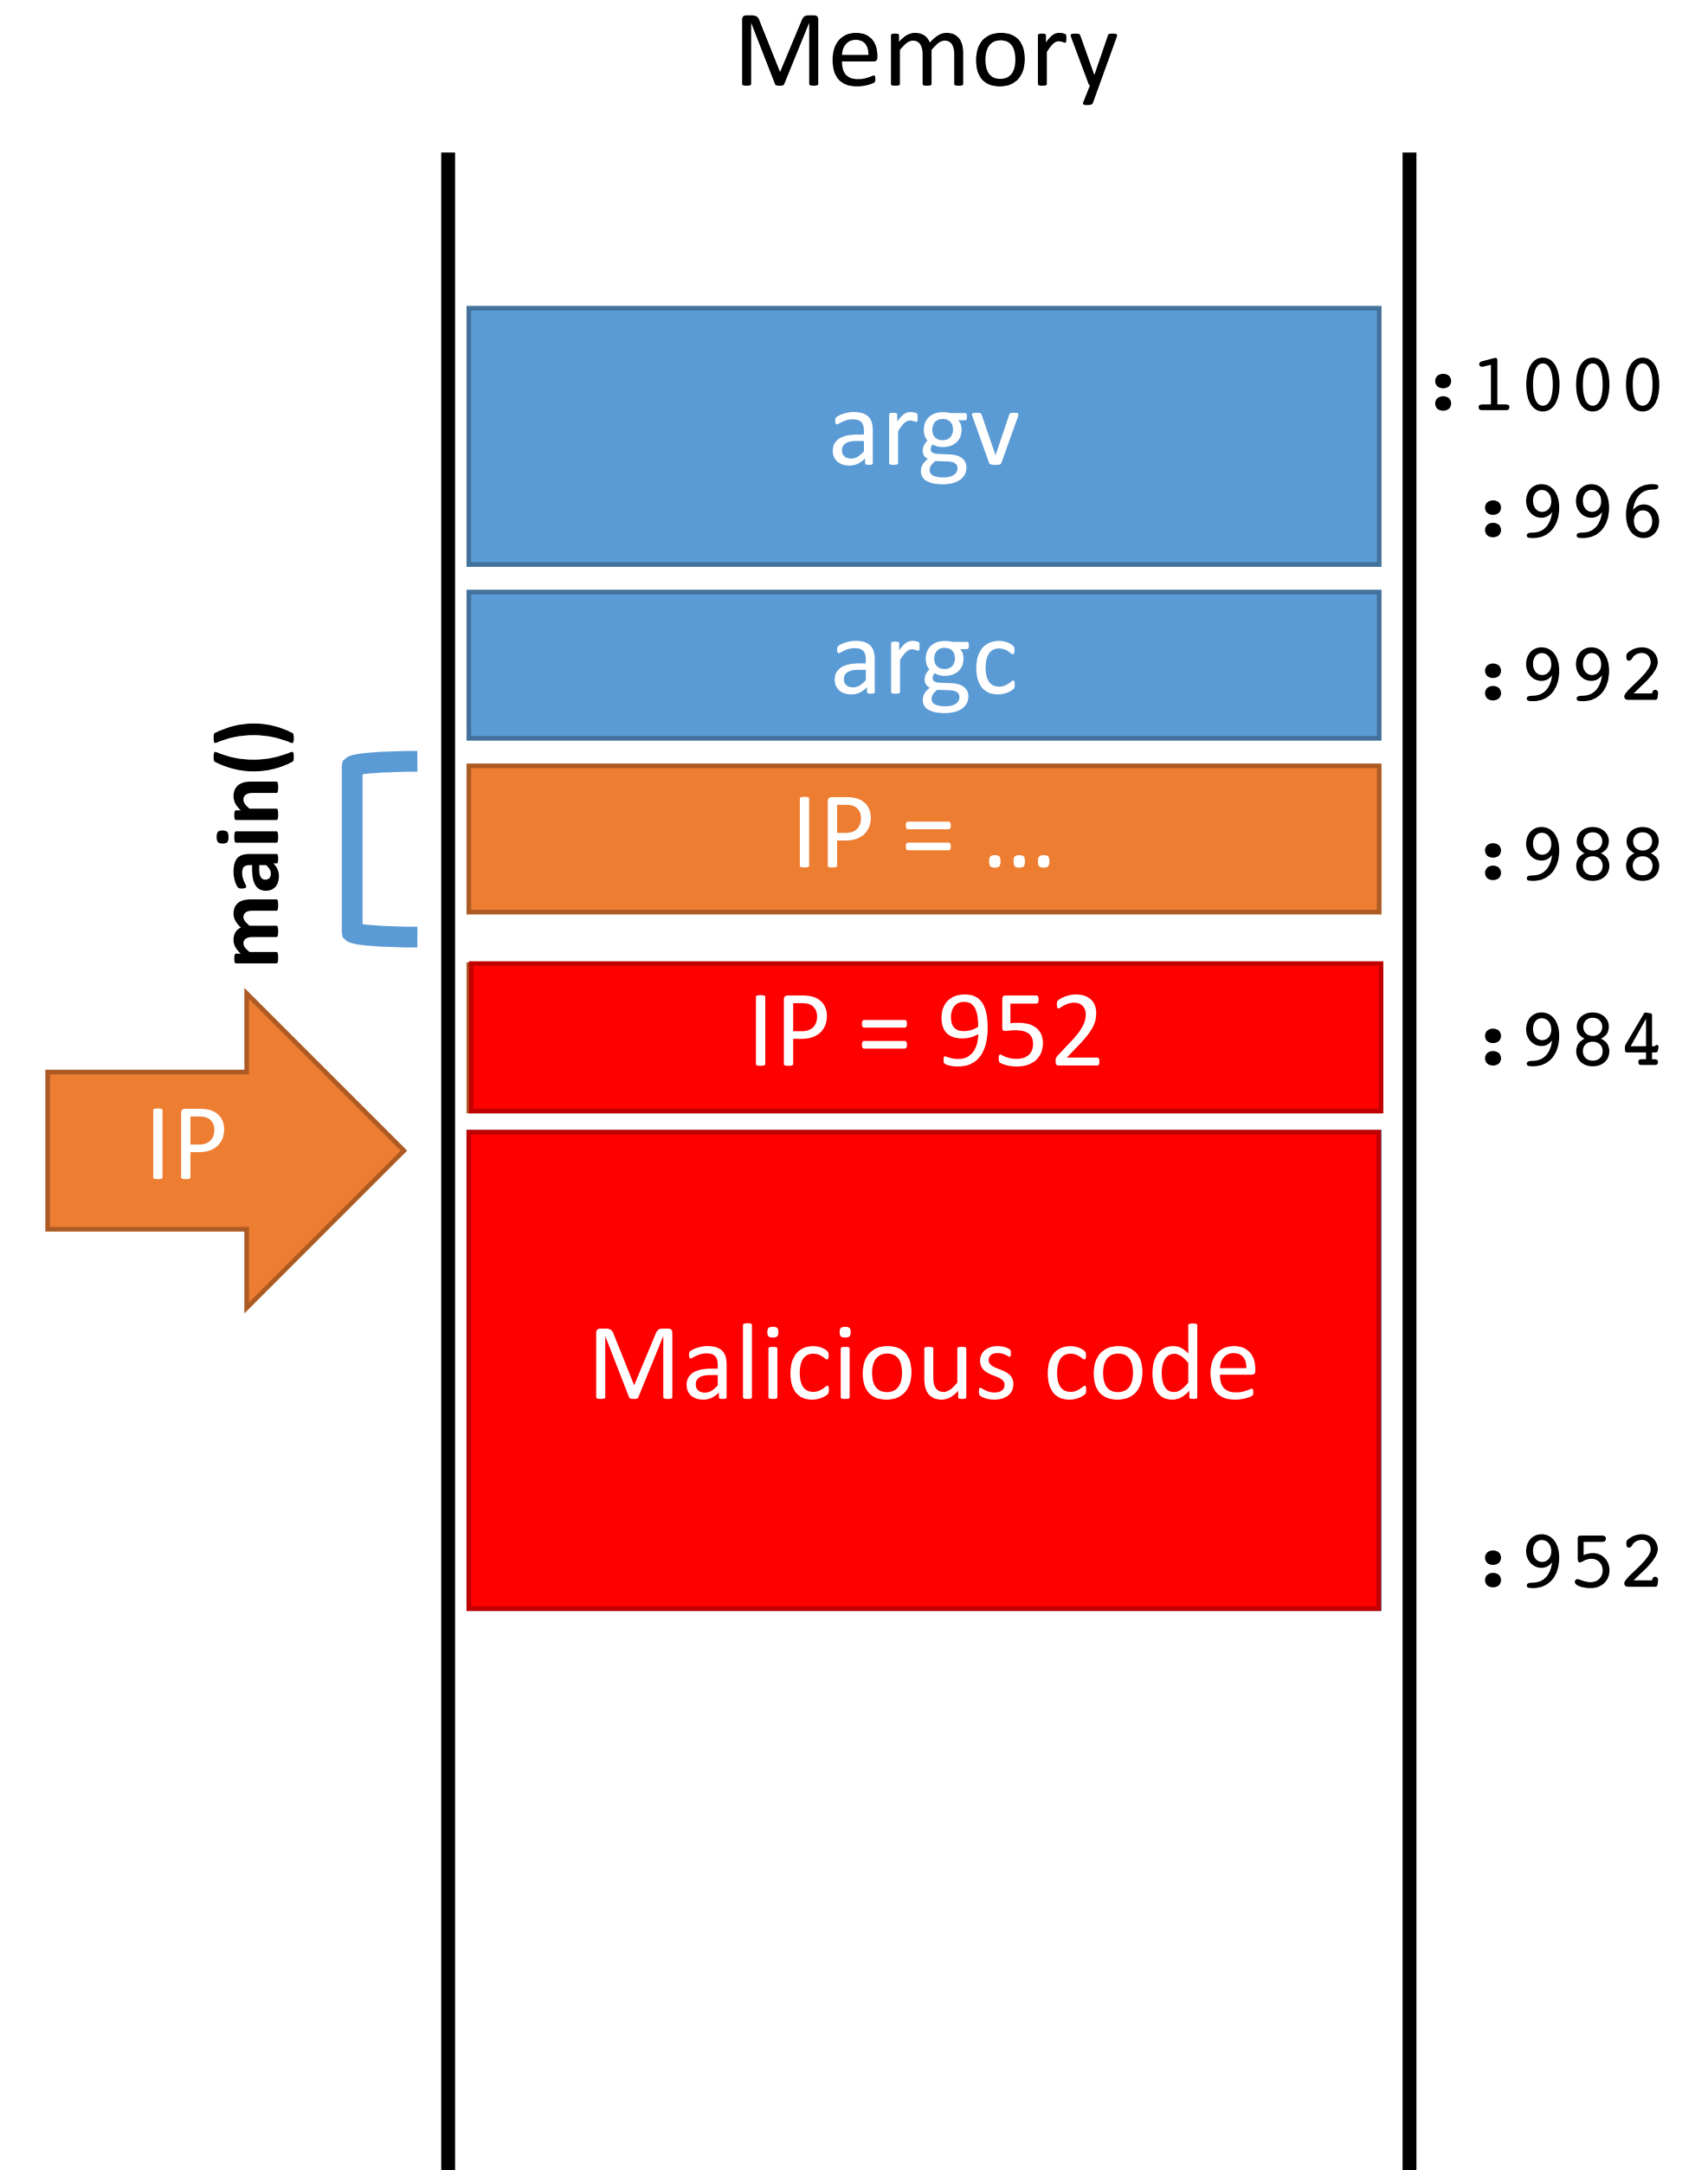 Memory
argv
:1000
:996
argc
:992
main()
IP = …
:988
IP = 952
:984
IP
Malicious code
:952